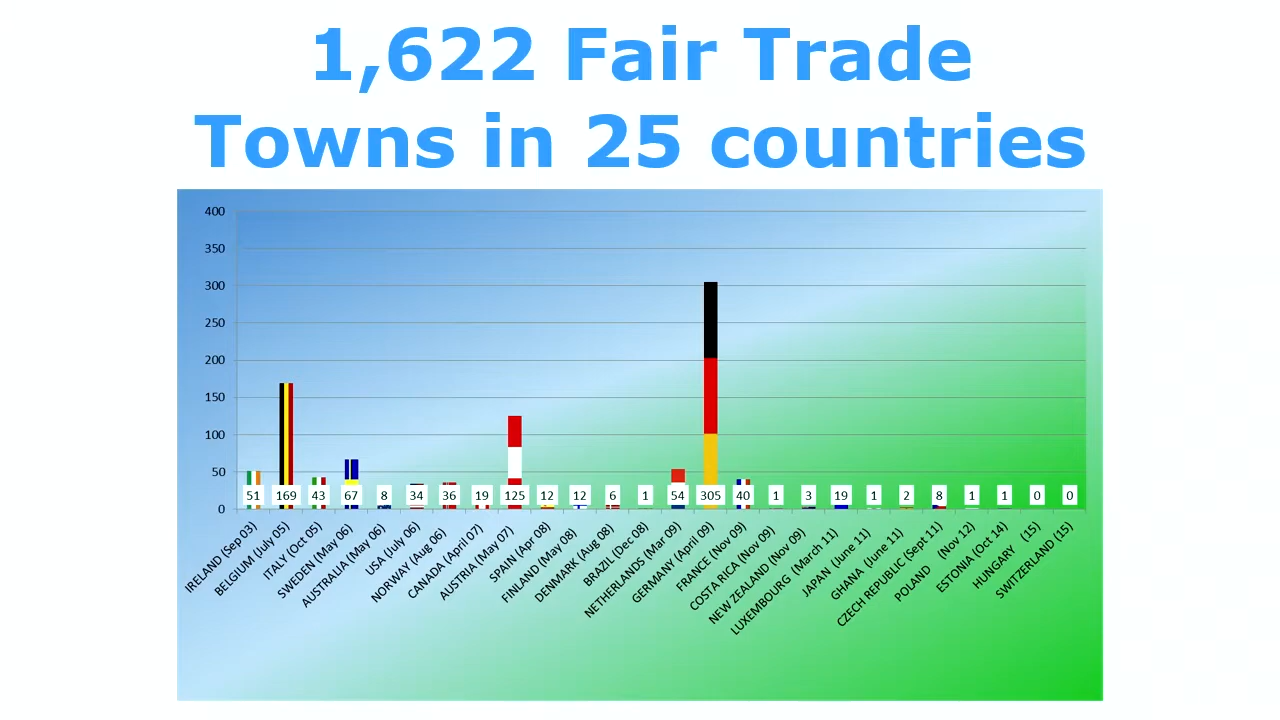 1,622 Fair Trade
Towns in 25 countries
400
350
300
250
200
150
100
50
0
51 169 43 67 8 34 36 19 125 12 12 6 1 54 305 40 1 3 19 1 2 8 1 1 0 0
IRELAND (Sep 03)
BELGIUM (July 05)
ITALY (Oct 05)
SWEDEN (May 06)
AUSTRALIA (May 06)
USA (July 06)
NORWAY (Aug 06)
CANADA (April 07)
AUSTRIA (May 07)
SPAIN (Apr 08)
FINLAND (May 08)
DENMARK (Aug 08)
BRAZIL (Dec 08)
NETHERLANDS (Mar 09)
GERMANY (April 09)
FRANCE (Nov 09)
COSTA RICA (Nov 09)
NEW ZEALAND (Nov 09)
LUXEMBOURG (March 11)
JAPAN (June 11)
GHANA (June 11)
CZECH REPUBLIC (Sept 11)
POLAND (Nov 12)
ESTONIA (Oct 14)
HUNGARY (15)
SWITZERLAND (15)